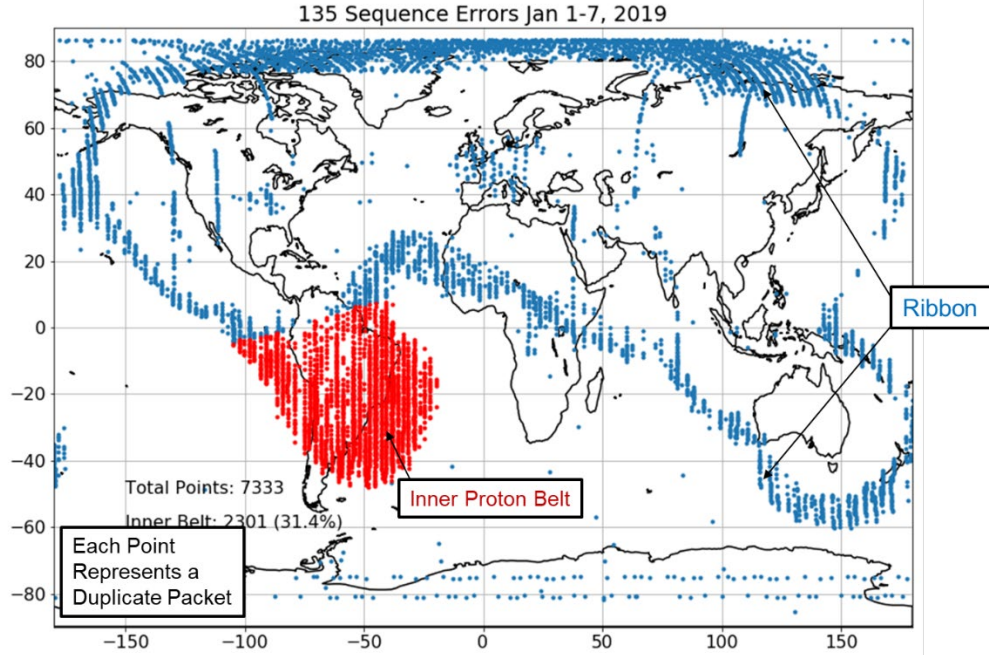 135 Sequence Errors Jan 1-7, 2019
80
60
40
20
0
−20
−40
−60
−80
−150
−100
−50
0
50
100
150
Ribbon
Inner Proton Belt
Total Points: 7333
Inner Belt: 2301 (31.4%)
Each Point
Represents a
Duplicate Packet